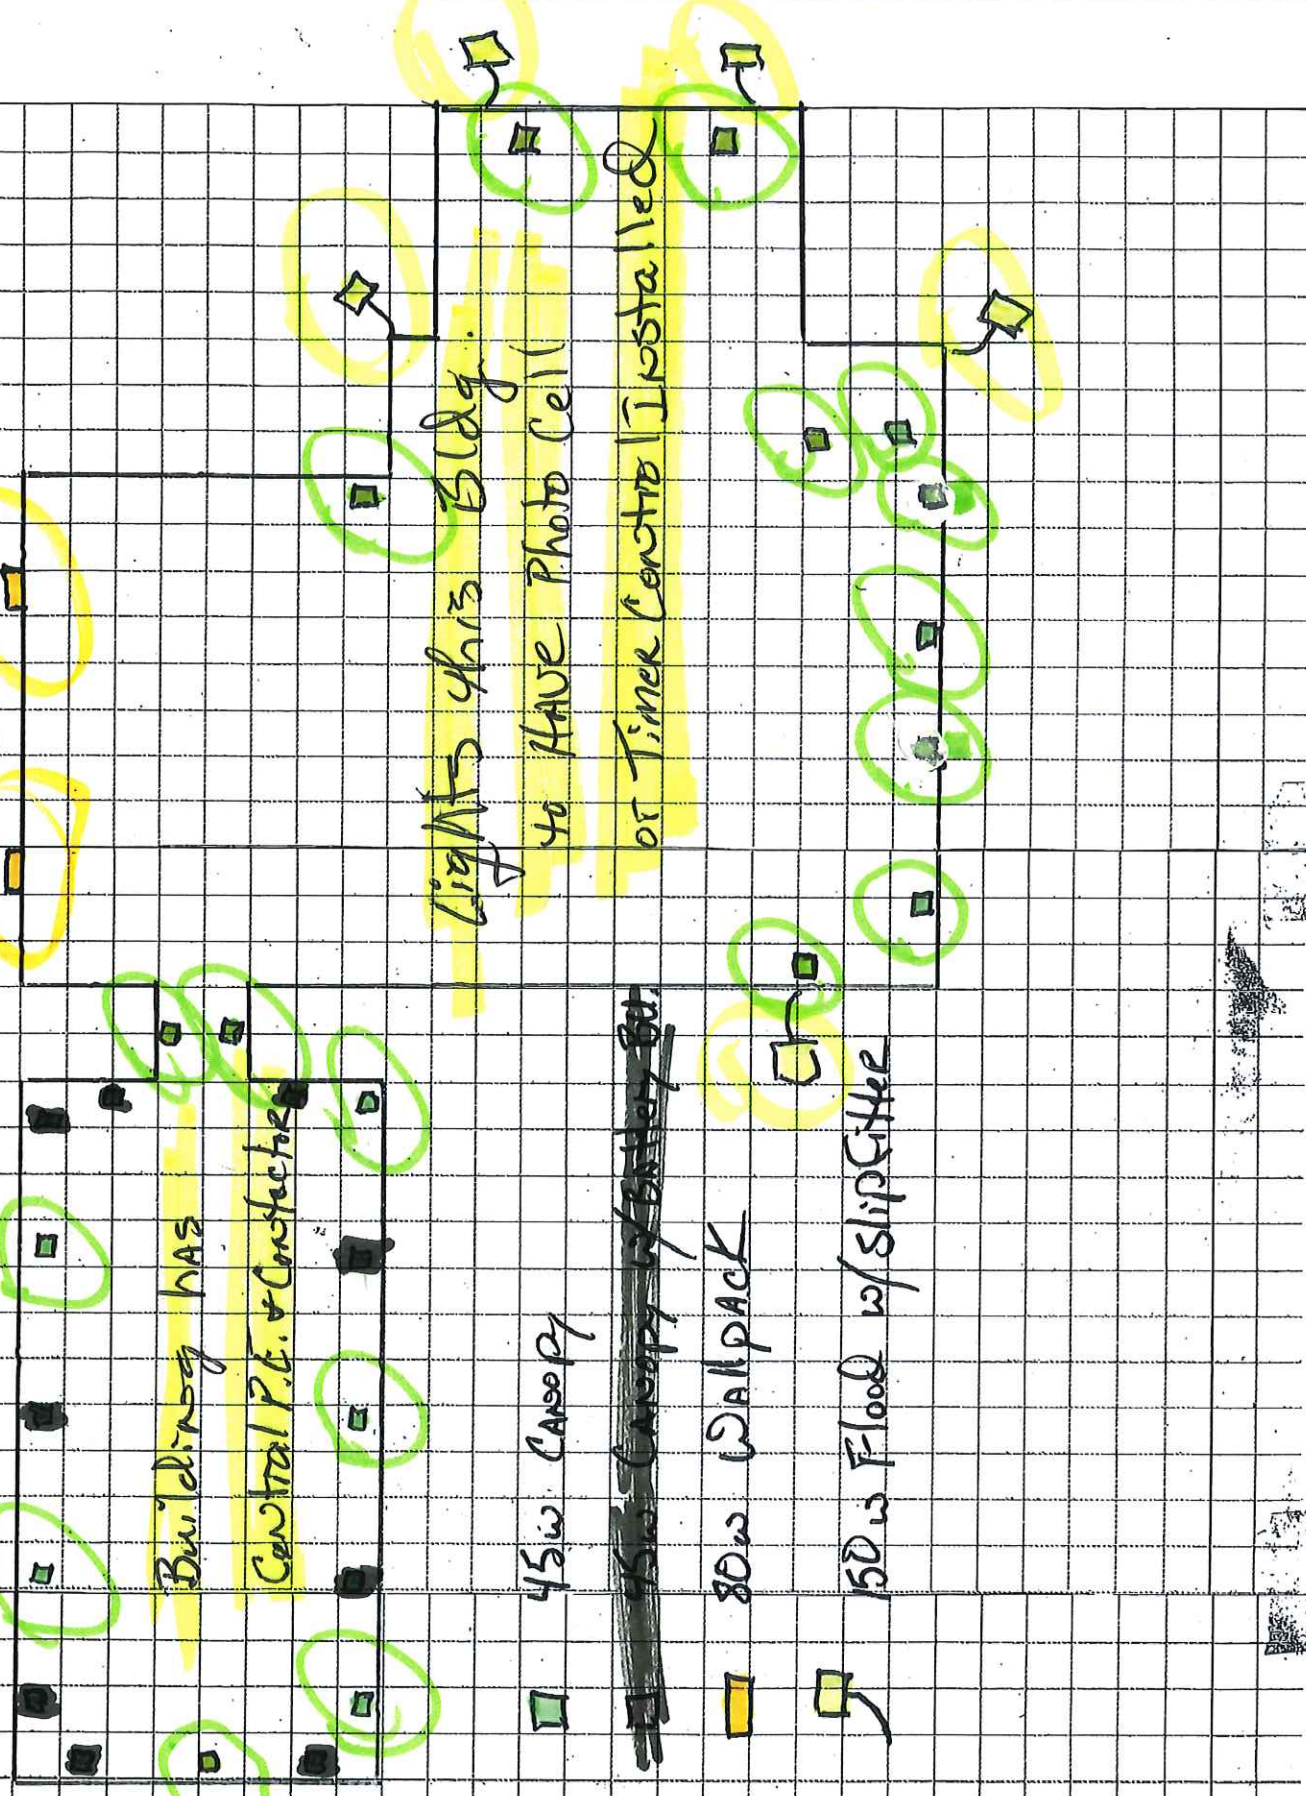 Lights this Bldg.
to HAVE Photo Cell
or Timer Control Installed
Building has
Central P.E. & Contactor
45w Canopy
45w Canopy w/ Battery BU.
80w Wallpack
150w Flood w/ Slipfitter